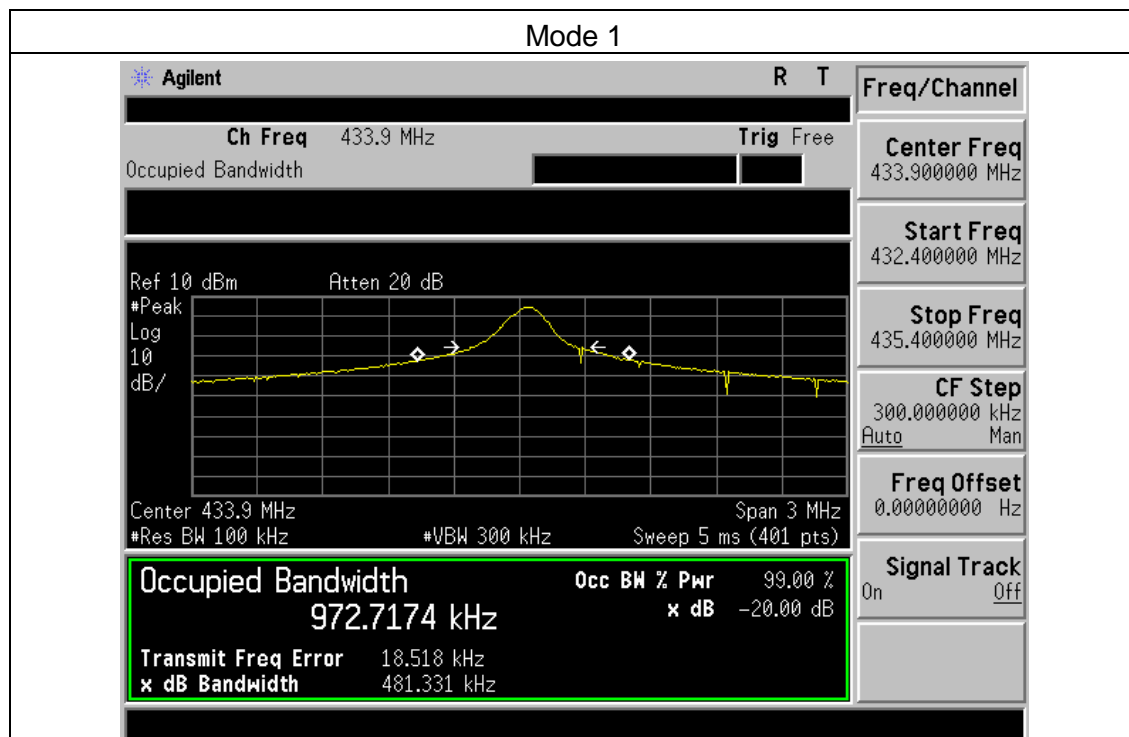 Mode 1
Agilent R T
Freq/Channel
Ch Freq 433.9 MHz Trig Free
Occupied Bandwidth
Center Freq
433.900000 MHz
Start Freq
432.400000 MHz
Stop Freq
435.400000 MHz
CF Step
300.000000 kHz
Auto Man
Freq Offset
0.00000000 Hz
Signal Track
On Off
Ref 10 dBm Atten 20 dB
#Peak
Log
10
dB/
Center 433.9 MHz Span 3 MHz
#Res BW 100 kHz #VBW 300 kHz Sweep 5 ms (401 pts)
Occupied Bandwidth Occ BW % Pwr 99.00 %
972.7174 kHz x dB -20.00 dB
Transmit Freq Error 18.518 kHz
x dB Bandwidth 481.331 kHz